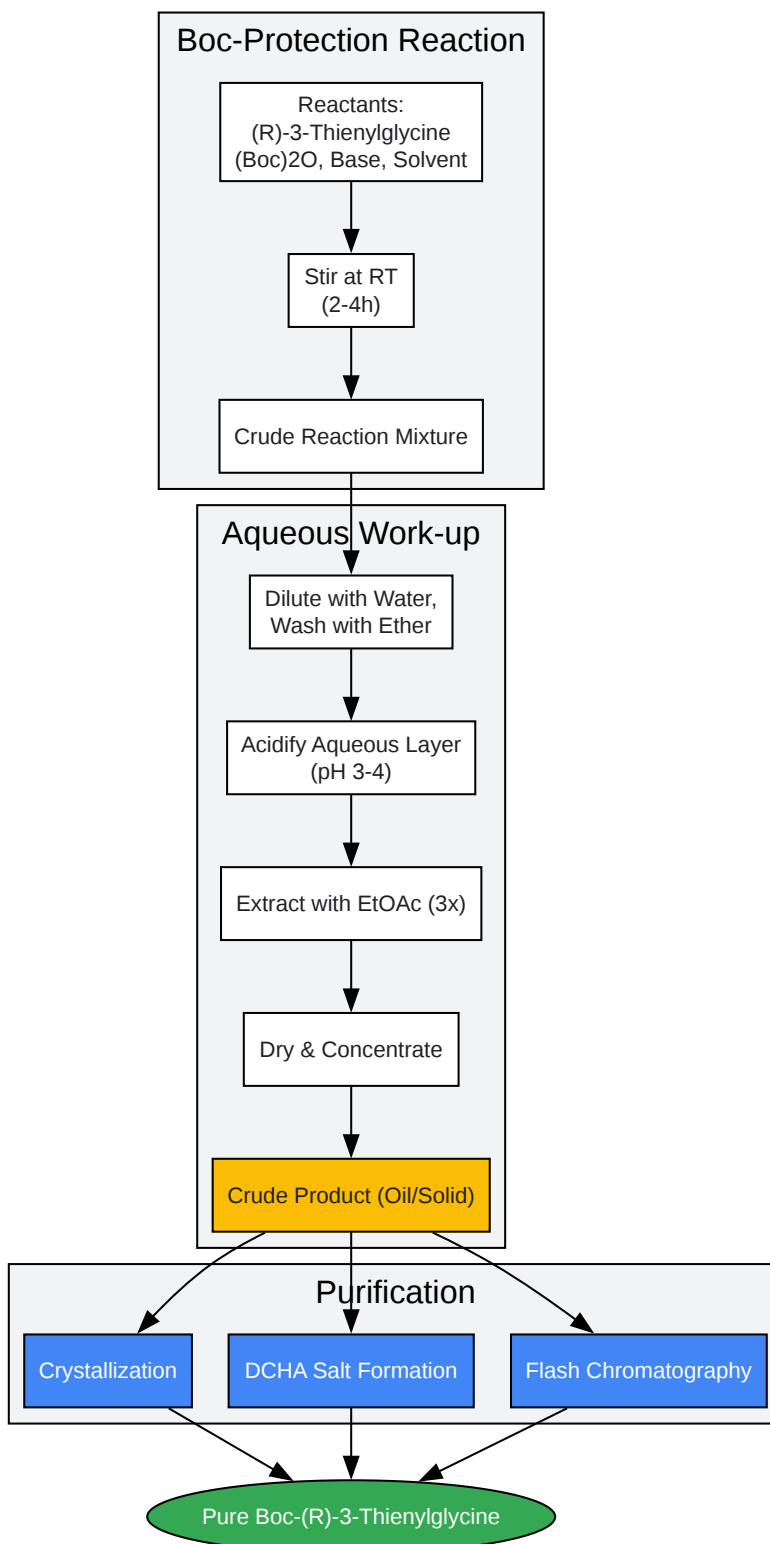 Boc-Protection Reaction
Reactants:
(R)-3-Thienylglycine
(Boc)2O, Base, Solvent
Stir at RT
(2-4h)
Crude Reaction Mixture
Aqueous Work-up
Dilute with Water,
Wash with Ether
Acidify Aqueous Layer
(pH 3-4)
Extract with EtOAc (3x)
Dry & Concentrate
Crude Product (Oil/Solid)
Purification
Crystallization
DCHA Salt Formation
Flash Chromatography
Pure Boc-(R)-3-Thienylglycine